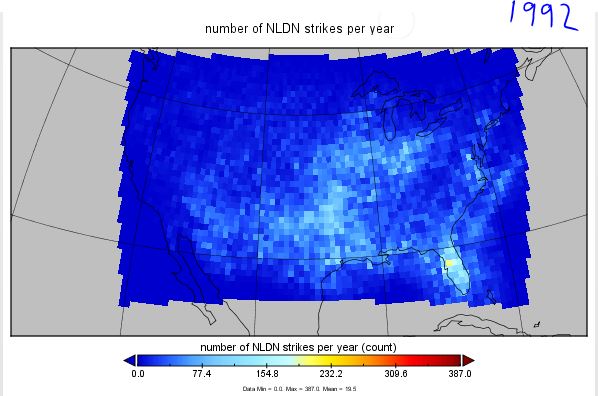 1992
number of NLDN strikes per year
number of NLDN strikes per year (count)
0.0 77.4 154.8 232.2 309.6 387.0
Data Min = 0.0, Max = 387.0, Mean = 19.5